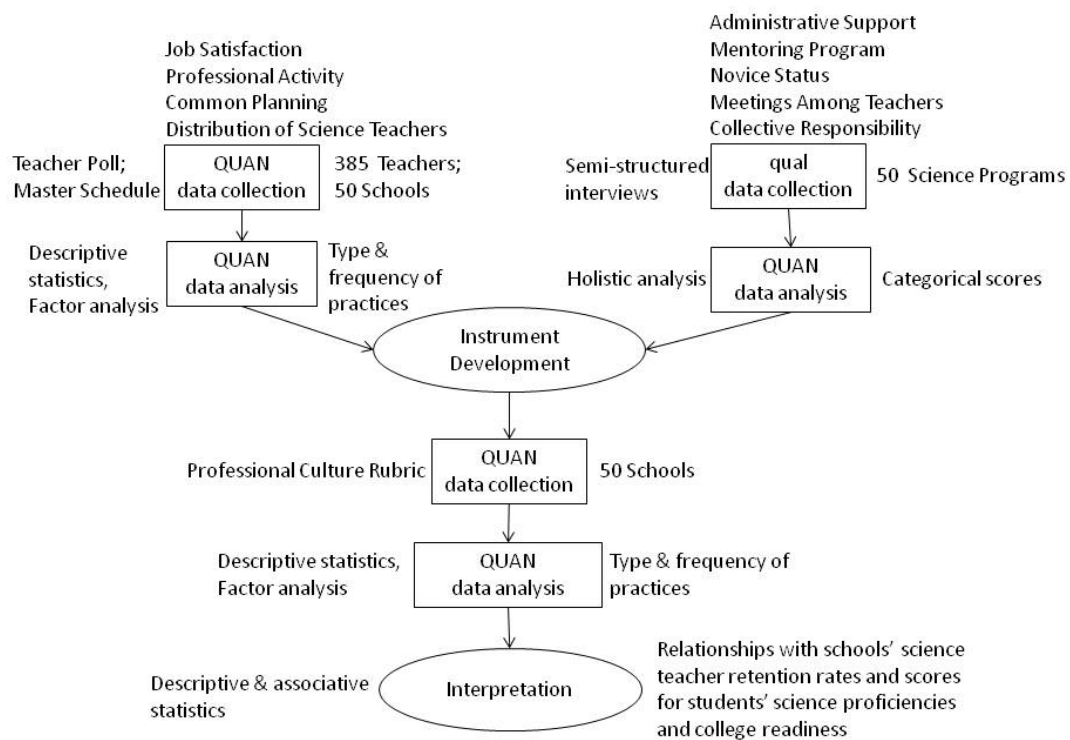 Job Satisfaction
Professional Activity
Common Planning
Distribution of Science Teachers
Administrative Support
Mentoring Program
Novice Status
Meetings Among Teachers
Collective Responsibility
Teacher Poll;
Master Schedule
QUAN
data collection
385 Teachers;
50 Schools
Semi-structured
interviews
qual
data collection
50 Science Programs
Descriptive
statistics,
Factor analysis
QUAN
data analysis
Type &
frequency of
practices
Holistic analysis
QUAN
data analysis
Categorical scores
Instrument
Development
Professional Culture Rubric
QUAN
data collection
50 Schools
Descriptive statistics,
Factor analysis
QUAN
data analysis
Type & frequency of
practices
Descriptive & associative
statistics
Interpretation
Relationships with schools’ science
teacher retention rates and scores
for students’ science proficiencies
and college readiness